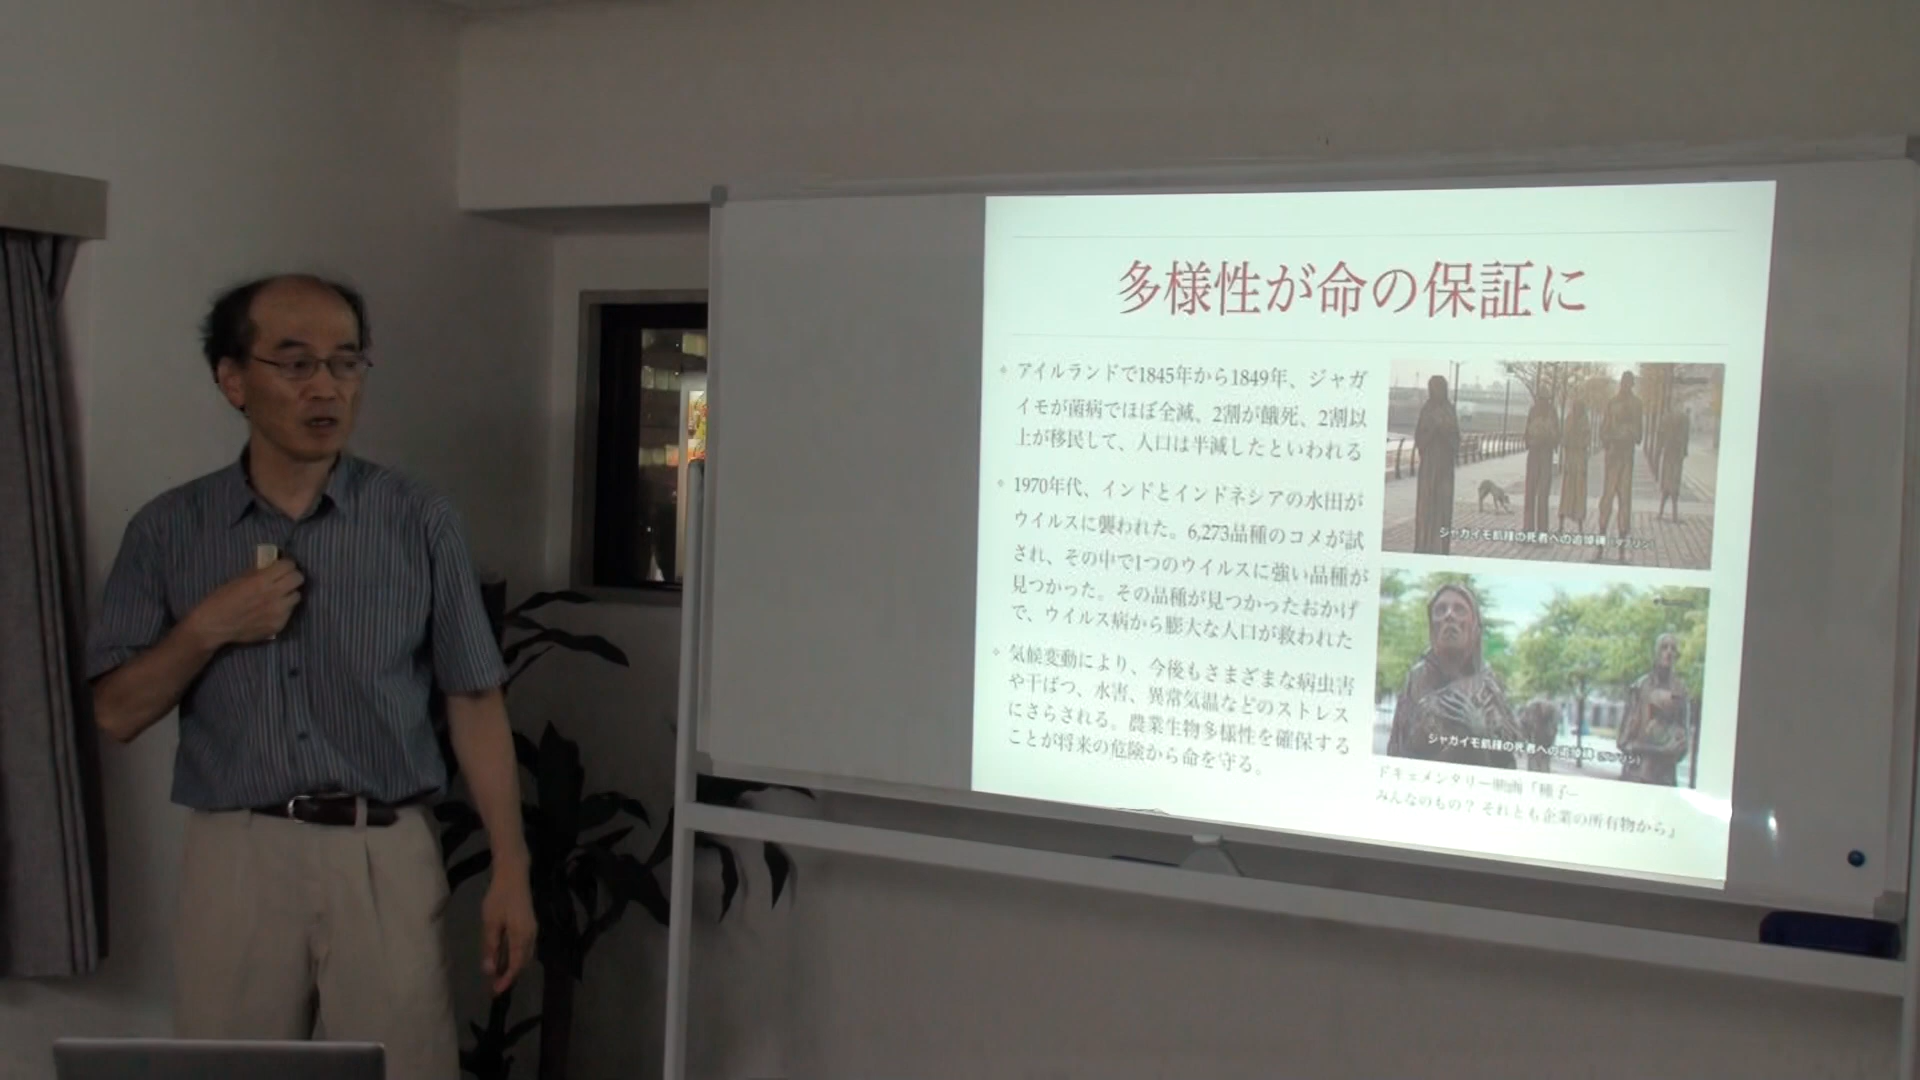 多様性が命の保証に
アイルランドで1845年から1849年、ジャガ
イモが菌病でほぼ全滅。2割が餓死、2割以
上が移民して、人口は半減したといわれる
1970年代、インドとインドネシアの水田が
ウイルスに襲われた。6,273品種のコメが試
され、その中で1つのウイルスに強い品種が
見つかった。その品種が見つかったおかげ
で、ウイルス病から膨大な人口が救われた
気候変動により、今後もさまざまな病虫害
や干ばつ、水害、異常気温などのストレス
にさらされる。農業生物多様性を確保する
ことが将来の危険から命を守る。
ジャガイモ飢饉の死者への追悼碑 (ダブリン)
ジャガイモ飢饉の死者への追悼碑 (ダブリン)
ドキュメンタリー映画『種子−
みんなのもの？ それとも企業の所有物から』